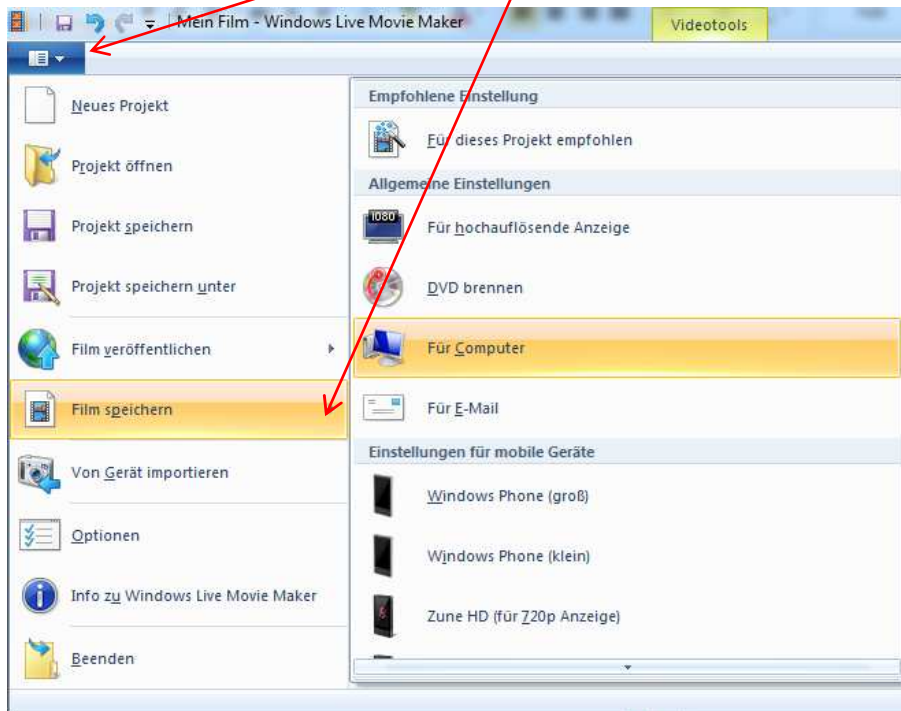 Mein Film - Windows Live Movie Maker
Videotools
Neues Projekt
Projekt öffnen
Projekt speichern
Projekt speichern unter
Film veröffentlichen
Film speichern
Von Gerät importieren
Optionen
Info zu Windows Live Movie Maker
Beenden
Empfohlene Einstellung
Für dieses Projekt empfohlen
Allgemeine Einstellungen
1080
Für hochauflösende Anzeige
DVD brennen
Für Computer
Für E-Mail
Einstellungen für mobile Geräte
Windows Phone (groß)
Windows Phone (klein)
Zune HD (für 720p Anzeige)